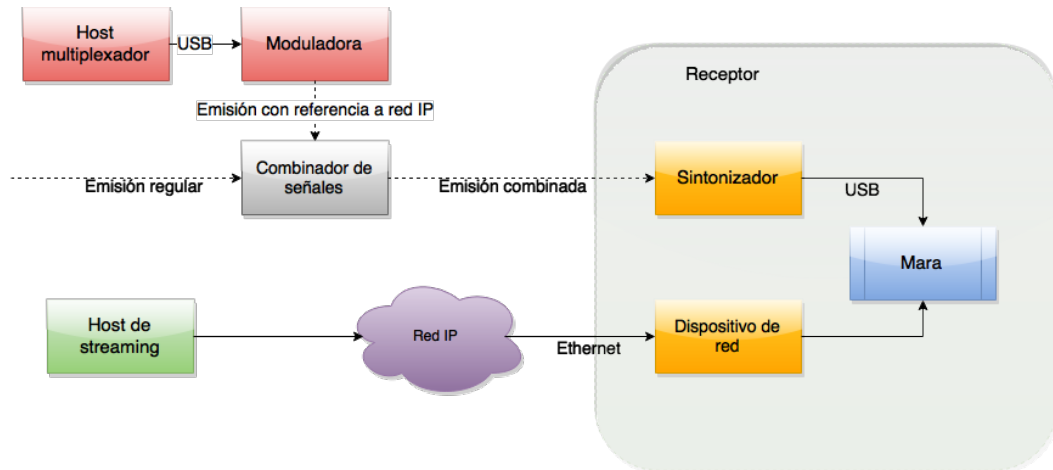 Host
multiplexador
USB
Moduladora
Receptor
Emisión con referencia a red IP
Emisión regular
Combinador de
señales
Emisión combinada
Sintonizador
USB
Mara
Host de
streaming
Red IP
Ethernet
Dispositivo de
red